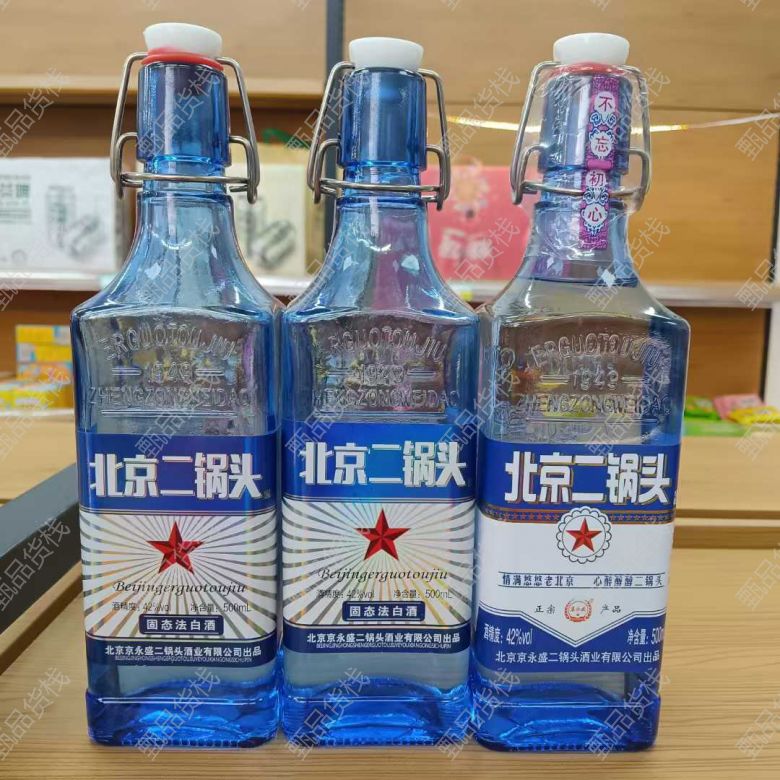 ERGUOTOUJIU
1949
ZHENGZONGWEIDAO
北京二锅头
Beijingerguotoujiu
酒精度：42%vol 净含量：500mL
固态法白酒
北京京永盛二锅头酒业有限公司出品
ERGUOTOUJIU
1949
ZHENGZONGWEIDAO
北京二锅头
Beijingerguotoujiu
酒精度：42%vol 净含量：500mL
固态法白酒
北京京永盛二锅头酒业有限公司出品
不忘初心
ERGUOTOUJIU
1949
ZHENGZONGWEIDAO
北京二锅头
情满悠悠老北京 心醉醉醇二锅头
正宗 产品
酒精度：42%vol 净含量：500m
北京京永盛二锅头酒业有限公司出品
甄品货栈